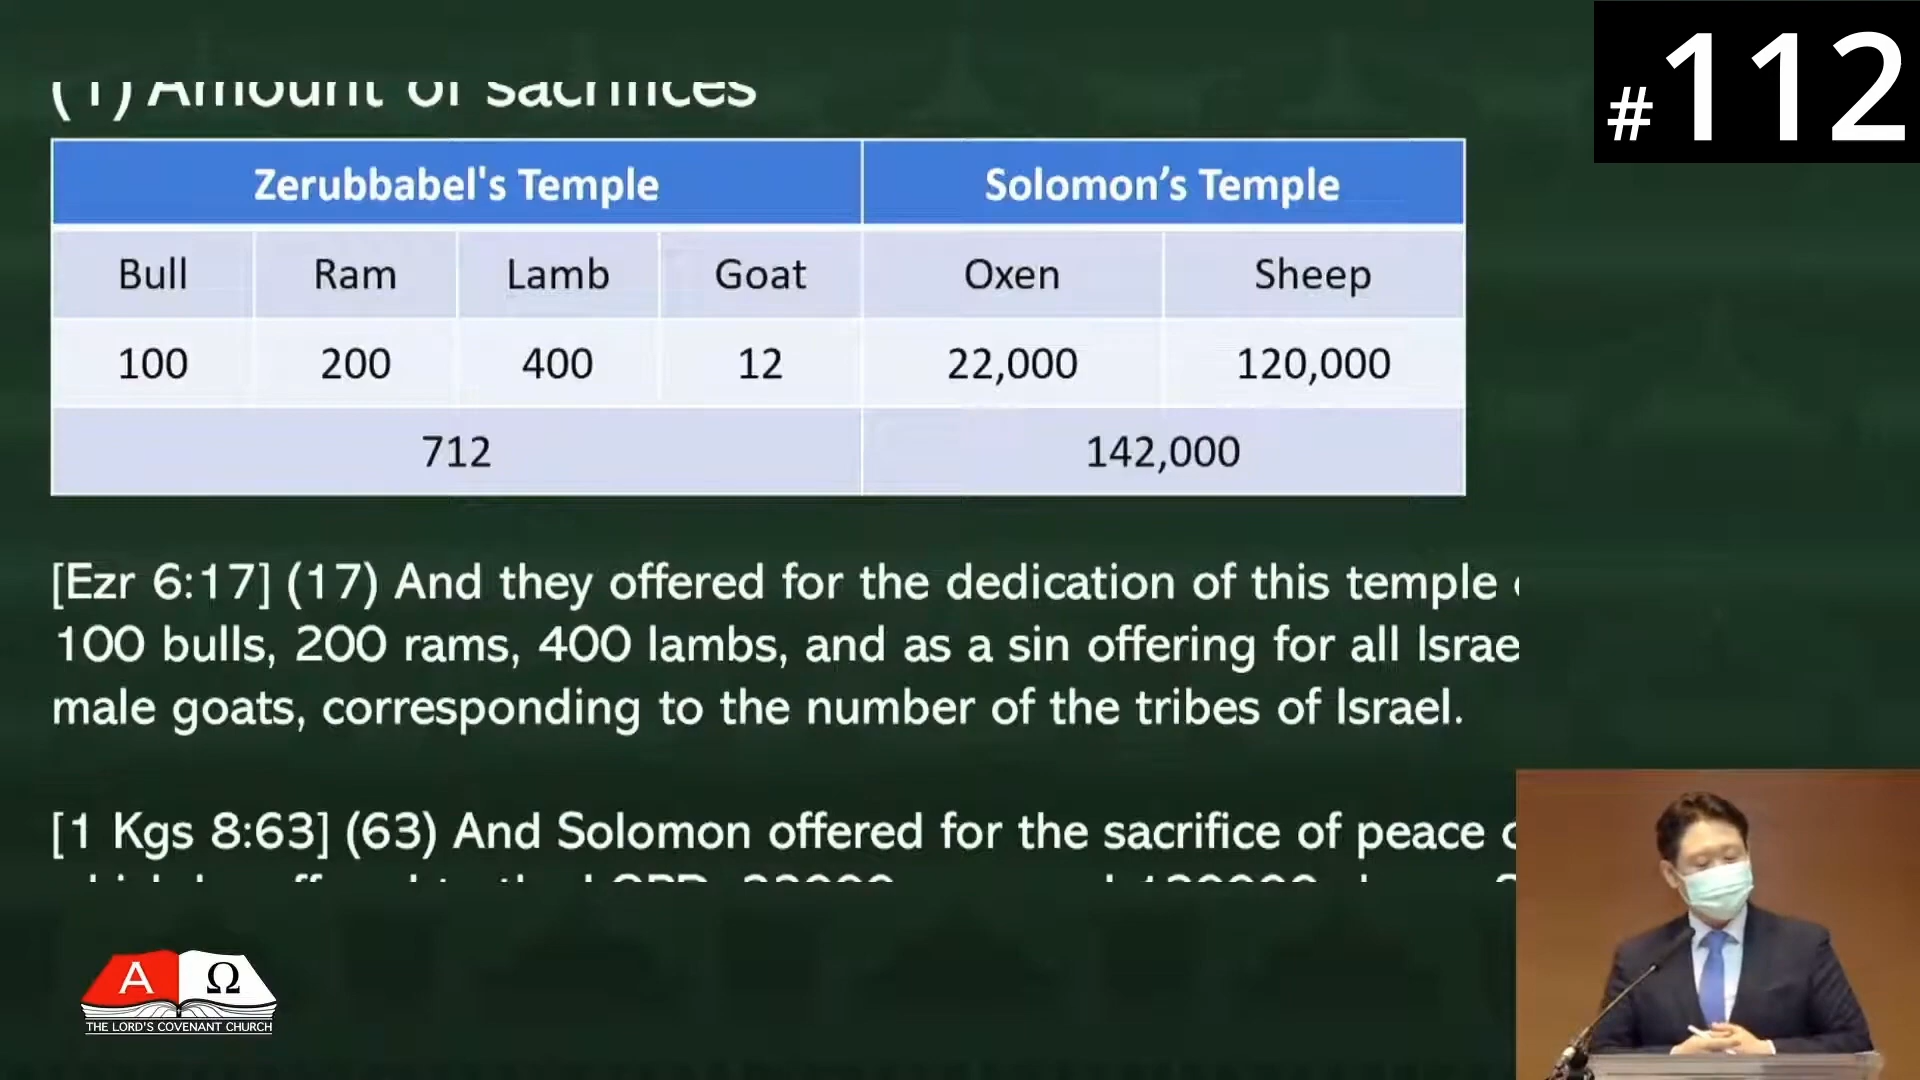 #112
(1) Amount of sacrifices
Zerubbabel's Temple Solomon's Temple
Bull Ram Lamb Goat Oxen Sheep
100 200 400 12 22,000 120,000
712 142,000
[Ezr 6:17] (17) And they offered for the dedication of this temple
100 bulls, 200 rams, 400 lambs, and as a sin offering for all Israe
male goats, corresponding to the number of the tribes of Israel.
[1 Kgs 8:63] (63) And Solomon offered for the sacrifice of peace
A Ω
THE LORD'S COVENANT CHURCH